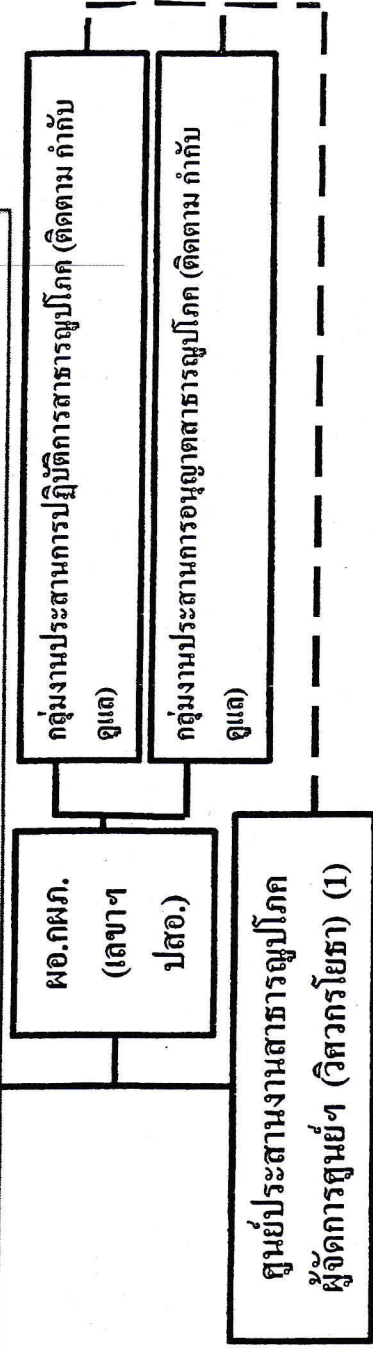 กลุ่มงานประสานการปฏิบัติการสาธารณูปโภค (ติดตาม กำกับ
ดูแล)
กลุ่มงานประสานการอนุญาตสาธารณูปโภค (ติดตาม กำกับ
ดูแล)
ผอ.กผภ.
(เลขาฯ
ปสอ.)
ศูนย์ประสานงานสาธารณูปโภค
ผู้จัดการศูนย์ฯ (วิศวกรโยธา) (1)